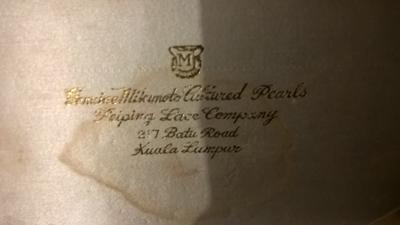 M
Genuine Mikimoto Cultured Pearls
Peiping Lace Company
217 Batu Road
Kuala Lumpur